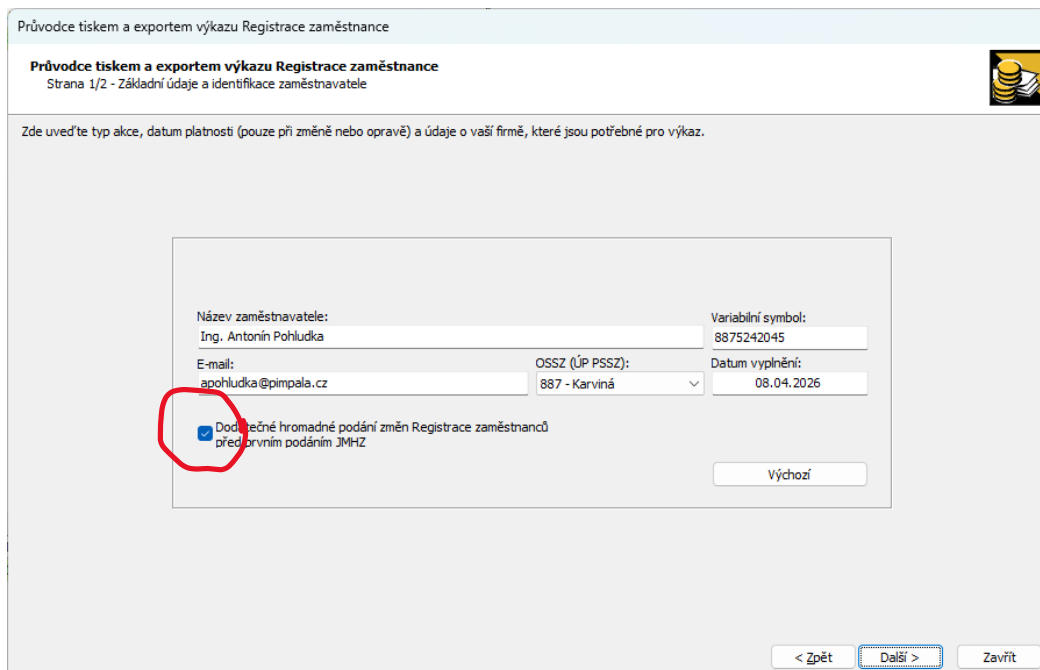 Průvodce tiskem a exportem výkazu Registrace zaměstnance
Průvodce tiskem a exportem výkazu Registrace zaměstnance
Strana 1/2 - Základní údaje a identifikace zaměstnavatele
Zde uveďte typ akce, datum platnosti (pouze při změně nebo opravě) a údaje o vaší firmě, které jsou potřebné pro výkaz.
Název zaměstnavatele:
Variabilní symbol:
Ing. Antonín Pohludka
8875242045
E-mail:
OSSZ (ÚP PSSZ):
Datum vyplnění:
apohludka@pimpala.cz
887 - Karviná
08.04.2026
Dodatečné hromadné podání změn Registrace zaměstnanců
před prvním podáním JMHZ
Výchozí
< Zpět
Další >
Zavřít